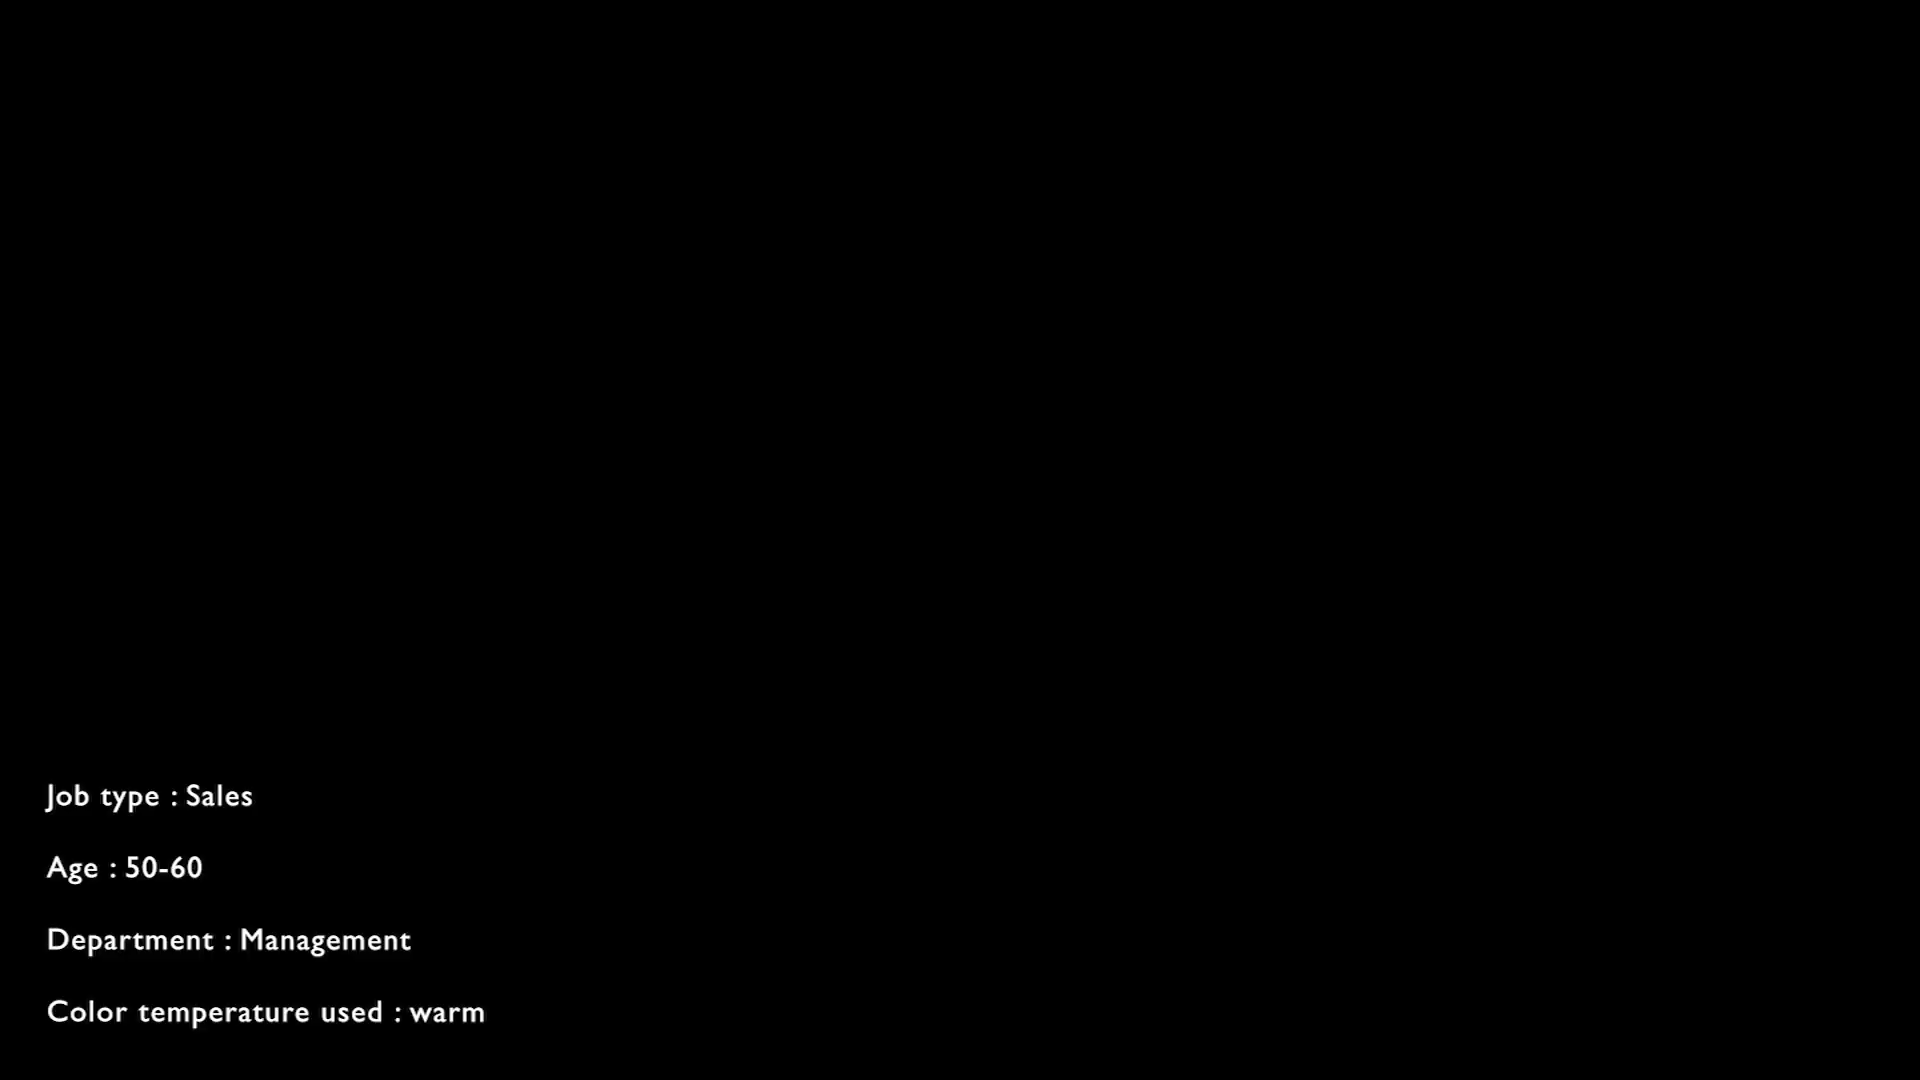 Job type : Sales
Age : 50-60
Department : Management
Color temperature used : warm